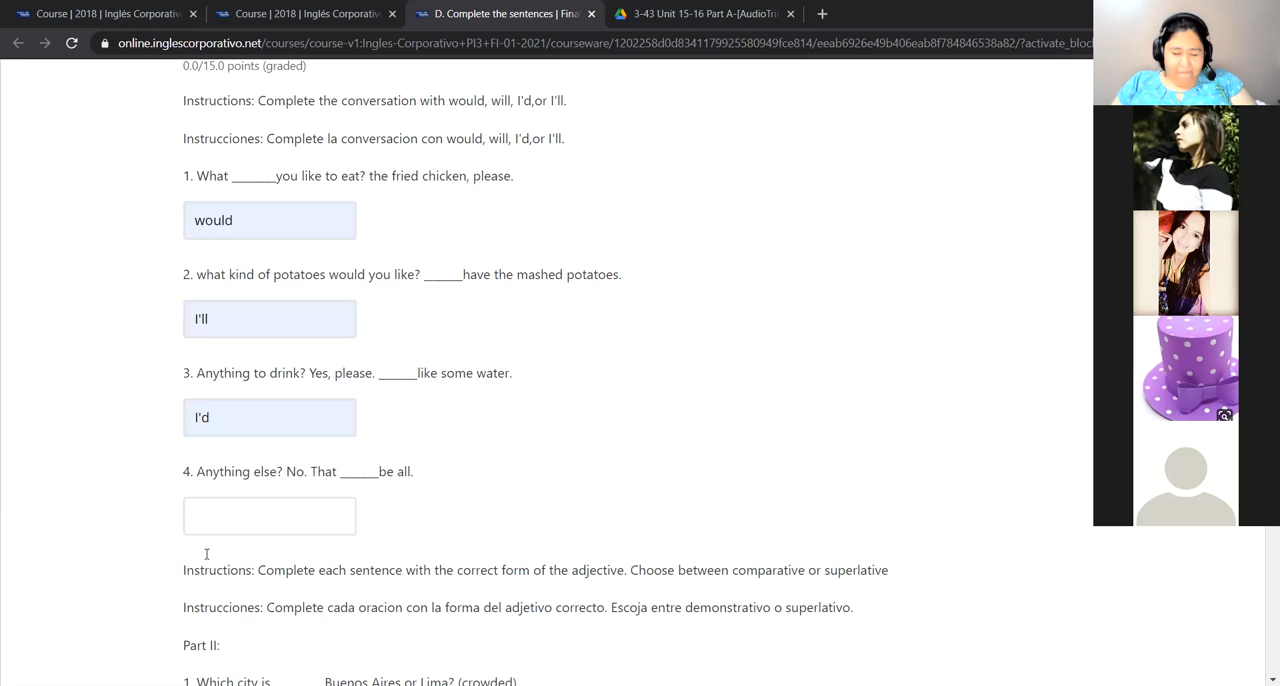 Course | 2018 | Inglés Corporativ
Course | 2018 | Inglés Corporativ
D. Complete the sentences | Fina
3-43 Unit 15-16 Part A-[AudioTri
online.inglescorporativo.net/courses/course-v1:Ingles-Corporativo+PI3+FI-01-2021/courseware/1202258d0d8341179925580949fce814/eeab6926e49b406eab8f784846538a82/?activate_bloc
0.0/15.0 points (graded)
Instructions: Complete the conversation with would, will, I'd,or I'll.
Instrucciones: Complete la conversacion con would, will, I'd,or I'll.
1. What _______you like to eat? the fried chicken, please.
would
2. what kind of potatoes would you like? ______have the mashed potatoes.
I'll
3. Anything to drink? Yes, please. ______like some water.
I'd
4. Anything else? No. That ______be all.
Instructions: Complete each sentence with the correct form of the adjective. Choose between comparative or superlative
Instrucciones: Complete cada oracion con la forma del adjetivo correcto. Escoja entre demonstrativo o superlativo.
Part II:
1. Which city is ________ Buenos Aires or Lima? (crowded)